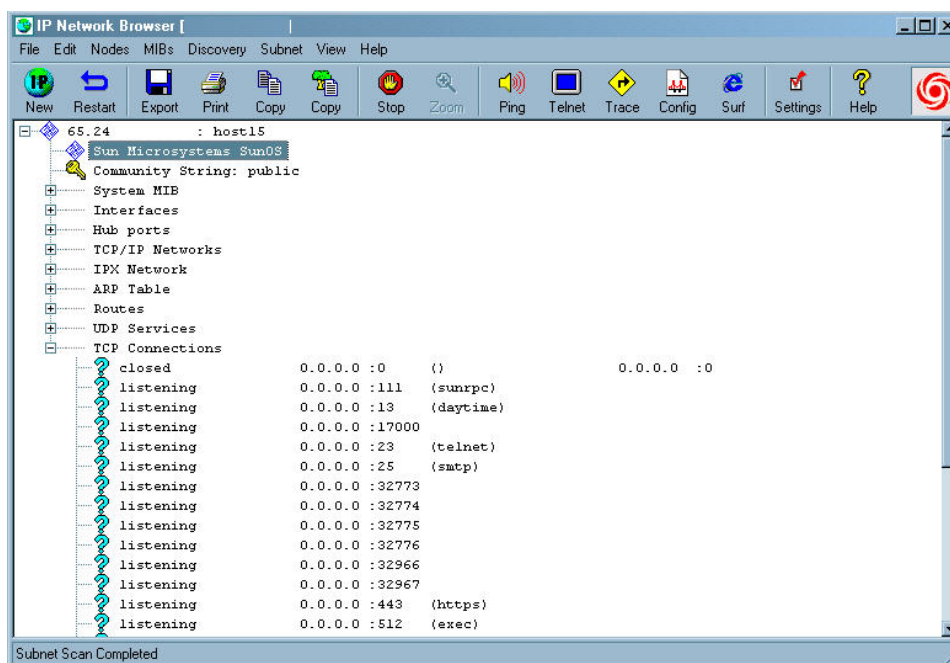 IP Network Browser [ |
File Edit Nodes MIBs Discovery Subnet View Help
New Restart Export Print Copy Copy Stop Zoom Ping Telnet Trace Config Surf Settings Help
65.24 : host15
Sun Microsystems SunOS
Community String: public
System MIB
Interfaces
Hub ports
TCP/IP Networks
IPX Network
ARP Table
Routes
UDP Services
TCP Connections
closed 0.0.0.0 :0 () 0.0.0.0 :0
listening 0.0.0.0 :111 (sunrpc)
listening 0.0.0.0 :13 (daytime)
listening 0.0.0.0 :17000
listening 0.0.0.0 :23 (telnet)
listening 0.0.0.0 :25 (smtp)
listening 0.0.0.0 :32773
listening 0.0.0.0 :32774
listening 0.0.0.0 :32775
listening 0.0.0.0 :32776
listening 0.0.0.0 :32966
listening 0.0.0.0 :32967
listening 0.0.0.0 :443 (https)
listening 0.0.0.0 :512 (exec)
Subnet Scan Completed